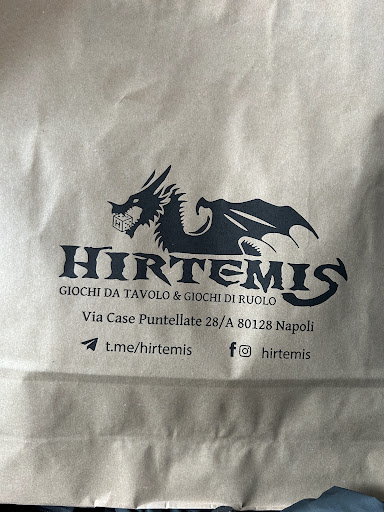 H
HIRTEMIS
GIOCHI DA TAVOLO & GIOCHI DI RUOLO
Via Case Puntellate 28/A 80128 Napoli
t.me/hirtemis f hirtemis